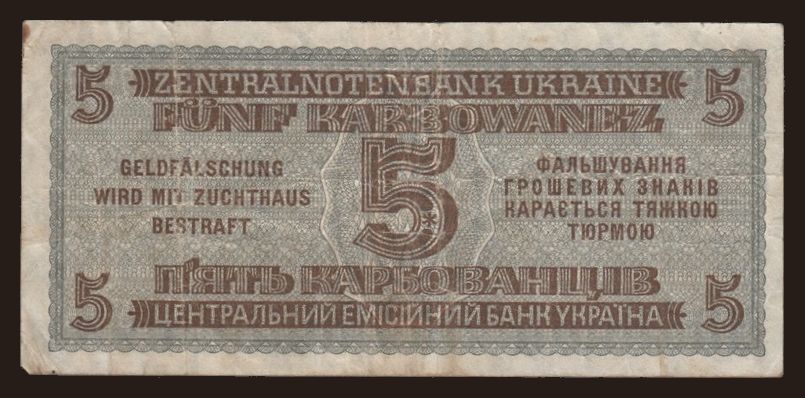 5 ZENTRALNOTENBANK UKRAINE 5
FÜNF KARBOWANEZ
GELDFÄLSCHUNG
WIRD MIT ZUCHTHAUS
BESTRAFT
5
ФАЛЬШУВАННЯ
ГРОШЕВИХ ЗНАКІВ
КАРАЄТЬСЯ ТЯЖКОЮ
ТЮРМОЮ
П'ЯТЬ КАРБОВАНЦІВ
5 ЦЕНТРАЛЬНИЙ ЕМІСІЙНИЙ БАНК УКРАЇНА 5